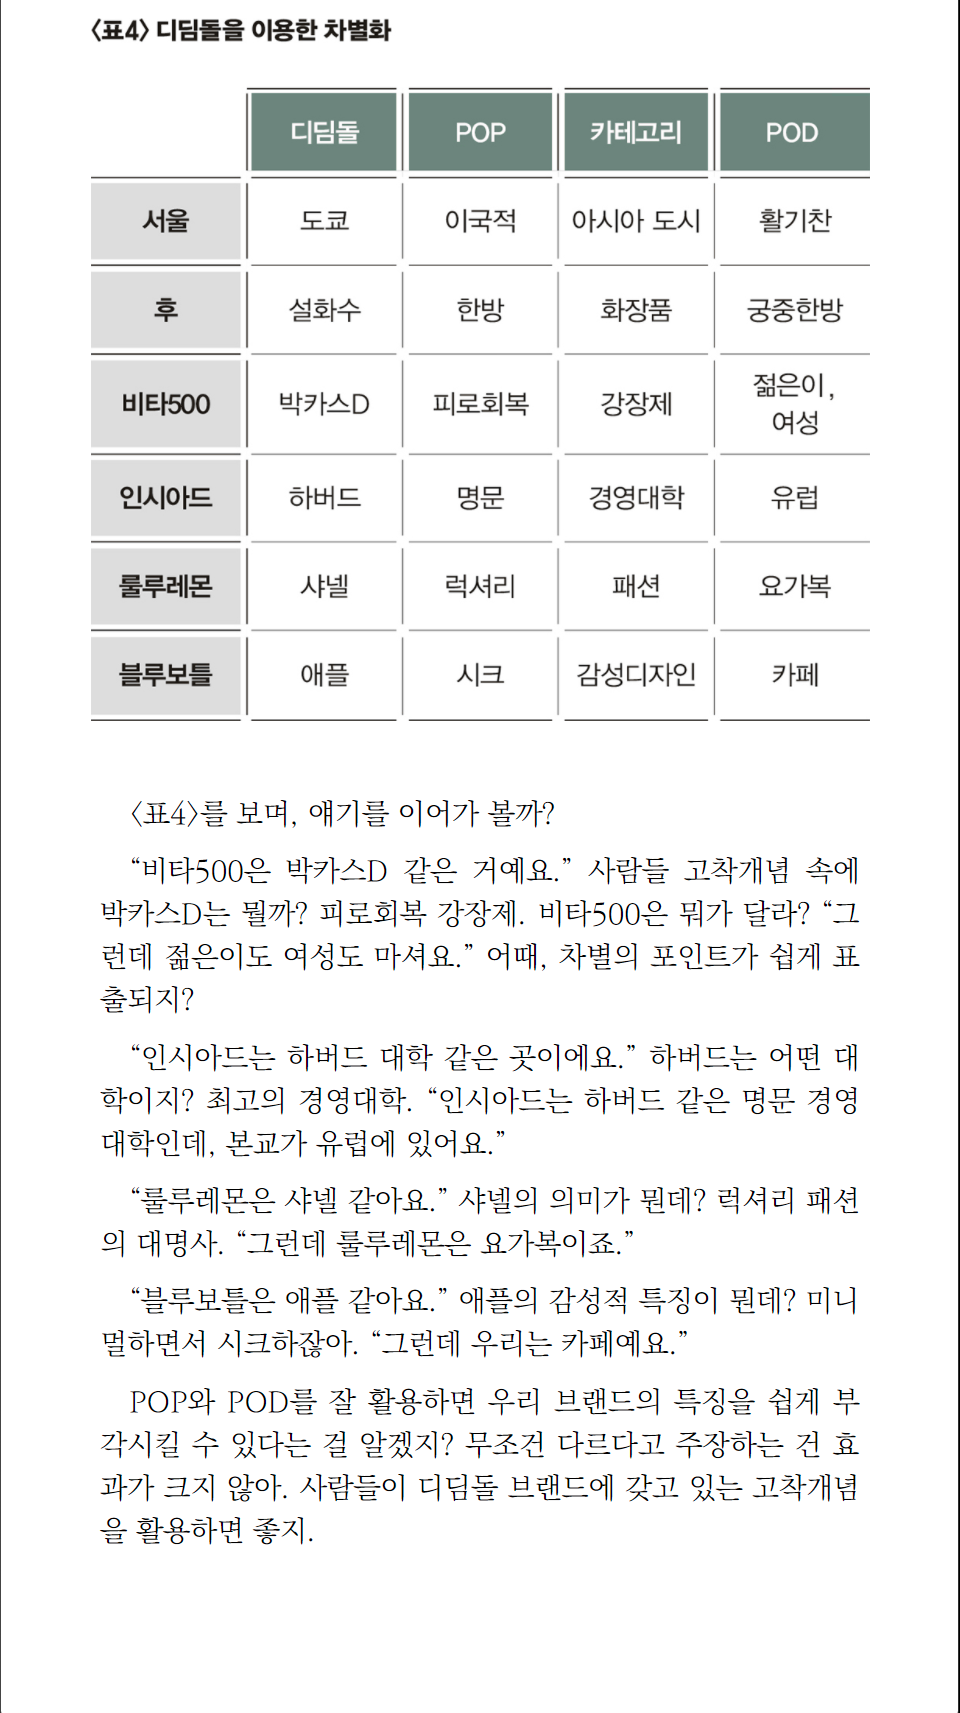 〈표4〉 디딤돌을 이용한 차별화
디딤돌 POP 카테고리 POD
서울 도쿄 이국적 아시아 도시 활기찬
후 설화수 한방 화장품 궁중한방
비타500 박카스D 피로회복 강장제 젊은이, 여성
인시아드 하버드 명문 경영대학 유럽
룰루레몬 샤넬 럭셔리 패션 요가복
블루보틀 애플 시크 감성디자인 카페
〈표4〉를 보며, 얘기를 이어가 볼까?
“비타500은 박카스D 같은 거예요.” 사람들 고착개념 속에
박카스D는 뭘까? 피로회복 강장제. 비타500은 뭐가 달라? “그
런데 젊은이도 여성도 마셔요.” 어때, 차별의 포인트가 쉽게 표
출되지?
“인시아드는 하버드 대학 같은 곳이에요.” 하버드는 어떤 대
학이지? 최고의 경영대학. “인시아드는 하버드 같은 명문 경영
대학인데, 본교가 유럽에 있어요.”
“룰루레몬은 샤넬 같아요.” 샤넬의 의미가 뭔데? 럭셔리 패션
의 대명사. “그런데 룰루레몬은 요가복이죠.”
“블루보틀은 애플 같아요.” 애플의 감성적 특징이 뭔데? 미니
멀하면서 시크하잖아. “그런데 우리는 카페예요.”
POP와 POD를 잘 활용하면 우리 브랜드의 특징을 쉽게 부
각시킬 수 있다는 걸 알겠지? 무조건 다르다고 주장하는 건 효
과가 크지 않아. 사람들이 디딤돌 브랜드에 갖고 있는 고착개념
을 활용하면 좋지.